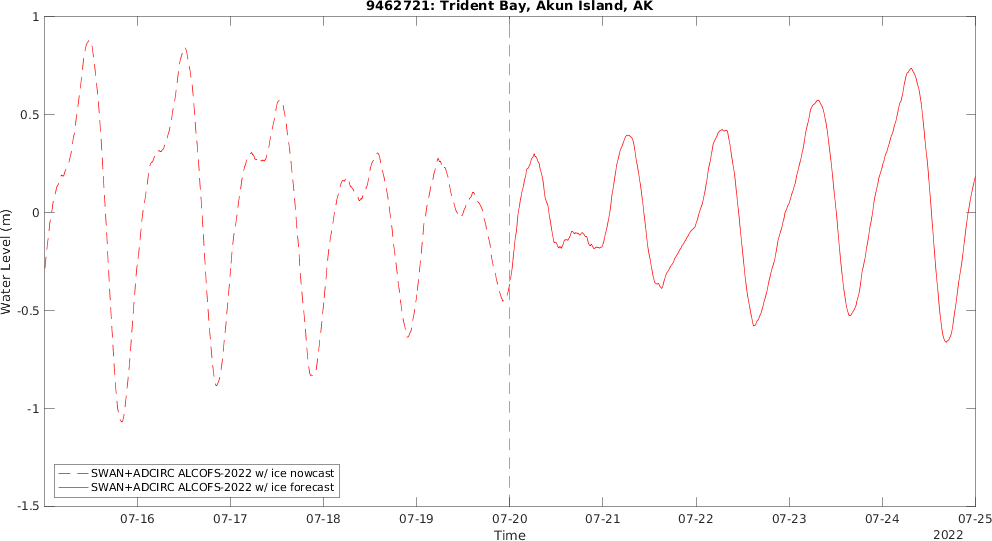 9462721: Trident Bay, Akun Island, AK
1
0.5
0
-0.5
-1
-1.5
Water Level (m)
SWAN+ADCIRC ALCOFS-2022 w/ ice nowcast
SWAN+ADCIRC ALCOFS-2022 w/ ice forecast
07-16 07-17 07-18 07-19 07-20 07-21 07-22 07-23 07-24 07-25
Time
2022